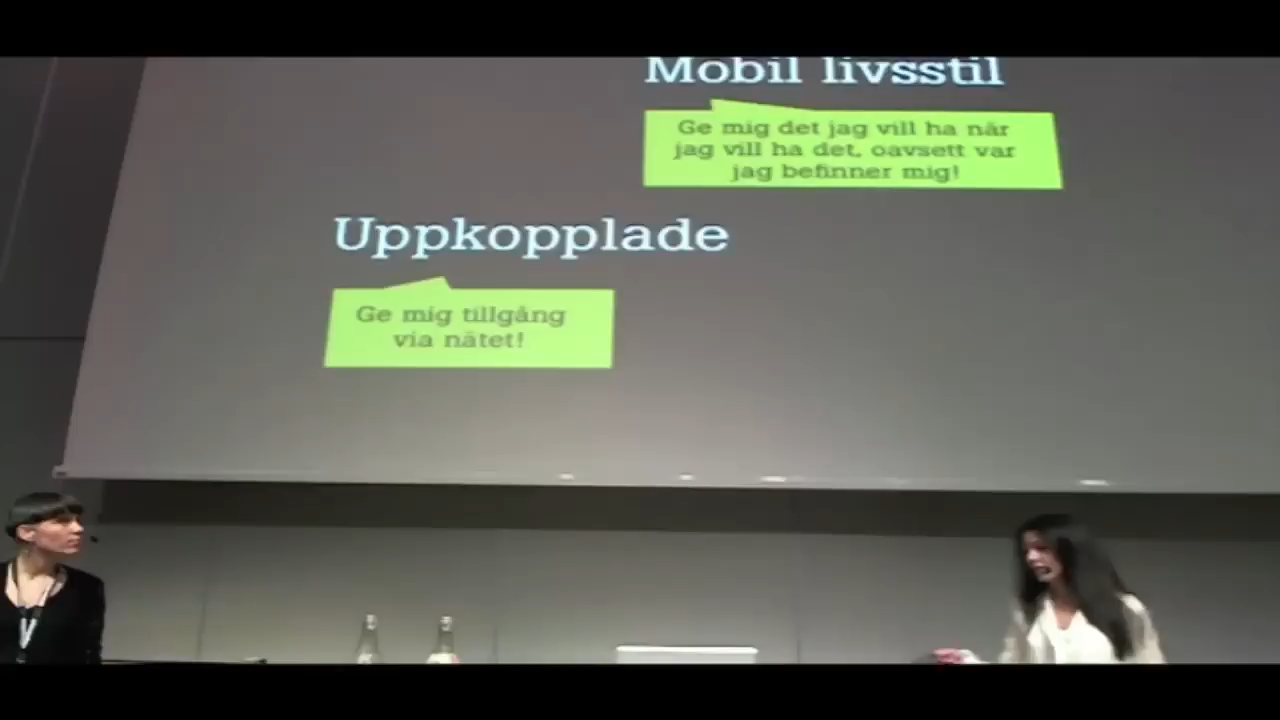 Mobil livsstil
Ge mig det jag vill ha när
jag vill ha det, oavsett var
jag befinner mig!
Uppkopplade
Ge mig tillgång
via nätet!